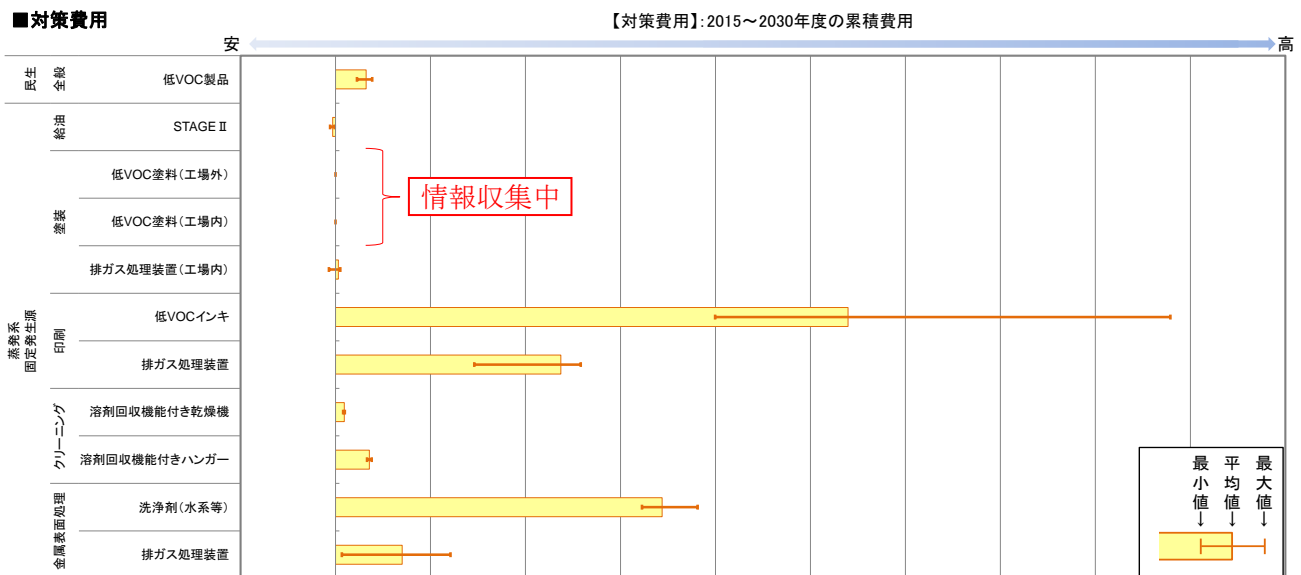 ■対策費用
【対策費用】:2015～2030年度の累積費用
安
高
民生
全般
低VOC製品
蒸発系
固定発生源
給油
STAGEⅡ
塗装
低VOC塗料(工場外)
低VOC塗料(工場内)
排ガス処理装置(工場内)
情報収集中
印刷
低VOCインキ
排ガス処理装置
クリーニング
溶剤回収機能付き乾燥機
溶剤回収機能付きハンガー
金属表面処理
洗浄剤(水系等)
排ガス処理装置
最小値↓
平均値↓
最大値↓